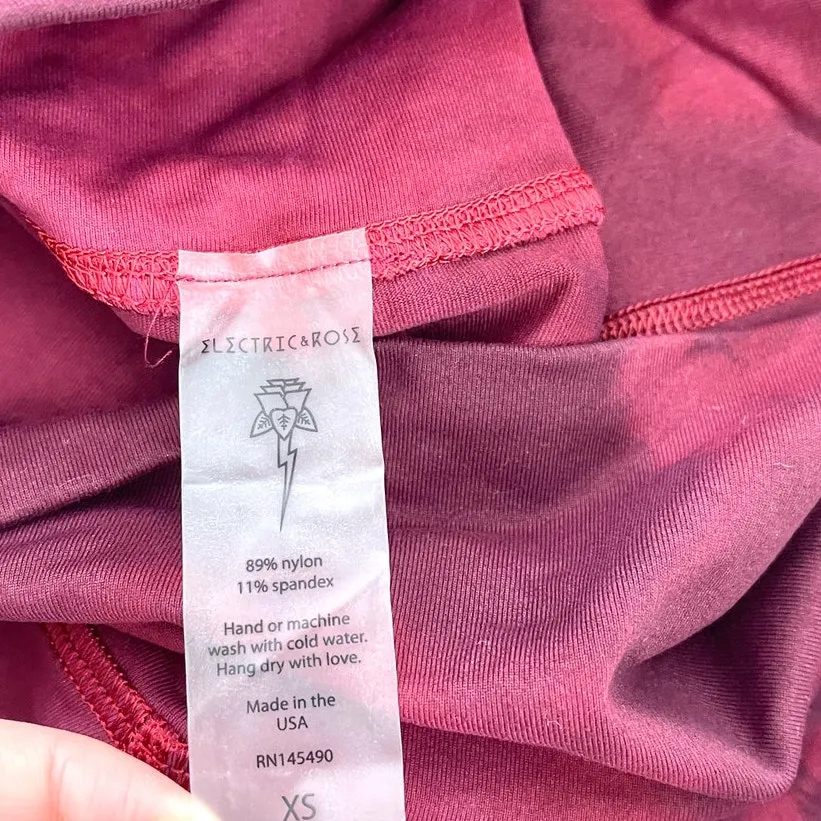 ELECTRIC&ROSE
89% nylon
11% spandex
Hand or machine
wash with cold water.
Hang dry with love.
Made in the
USA
RN145490
XS